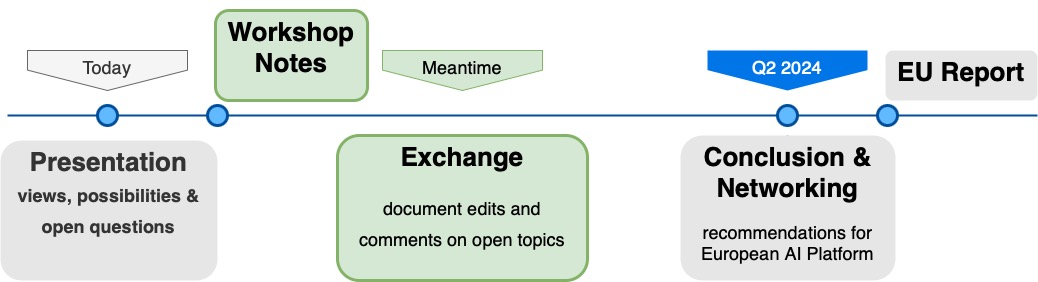 Today
Workshop
Notes
Meantime
Q2 2024
EU Report
Presentation
views, possibilities &
open questions
Exchange
document edits and
comments on open topics
Conclusion &
Networking
recommendations for
European AI Platform